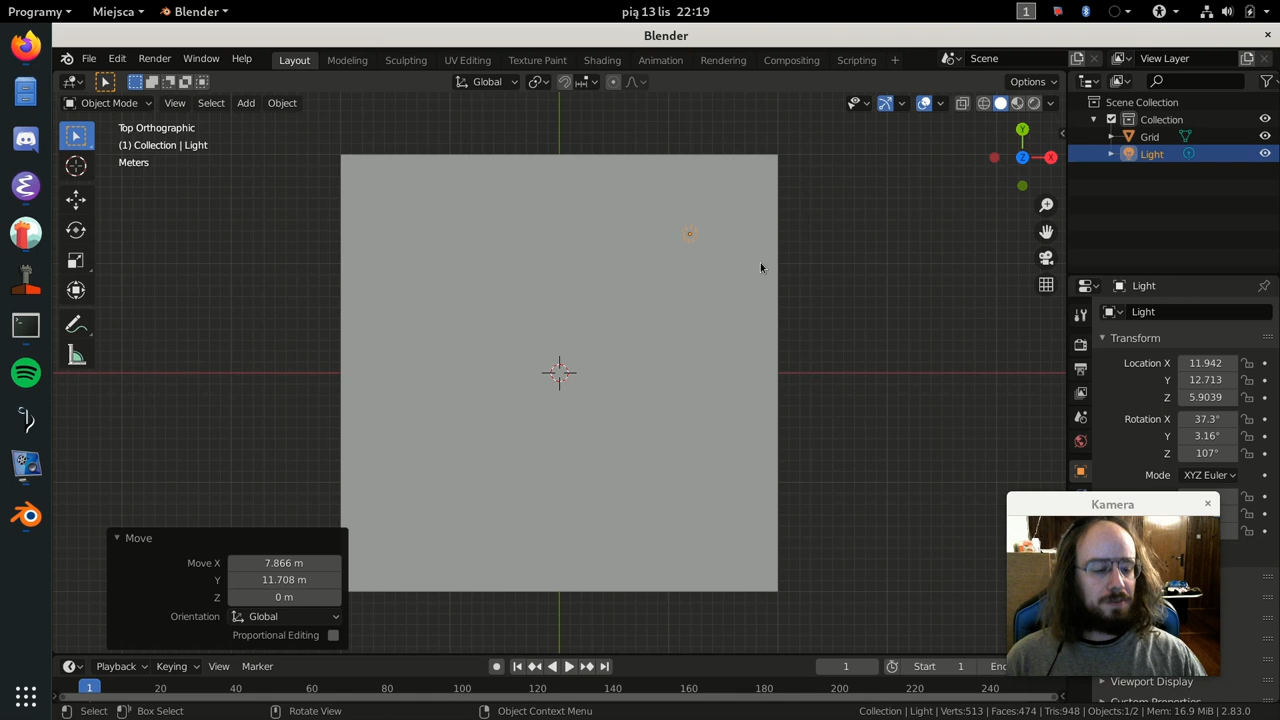 Programy Miejsca Blender pią 13 lis 22:19 1
Blender
File Edit Render Window Help Layout Modeling Sculpting UV Editing Texture Paint Shading Animation Rendering Compositing Scripting + Scene View Layer
Global Options
Object Mode View Select Add Object
Scene Collection
Collection
Grid
Light
Top Orthographic
(1) Collection | Light
Meters
Y
Z
X
Light
Light
Transform
Location X 11.942
Y 12.713
Z 5.9039
Rotation X 37.3°
Y 3.16°
Z 107°
Mode XYZ Euler
Kamera
Move
Move X 7.866 m
Y 11.708 m
Z 0 m
Orientation Global
Proportional Editing
Playback Keying View Marker 1 Start 1 En
Viewport Display
1 20 40 60 80 100 120 140 160 180 200 220 240
Select Box Select Rotate View Object Context Menu Collection | Light | Verts:513 | Faces:474 | Tris:948 | Objects:1/2 | Mem: 16.9 MiB | 2.83.0